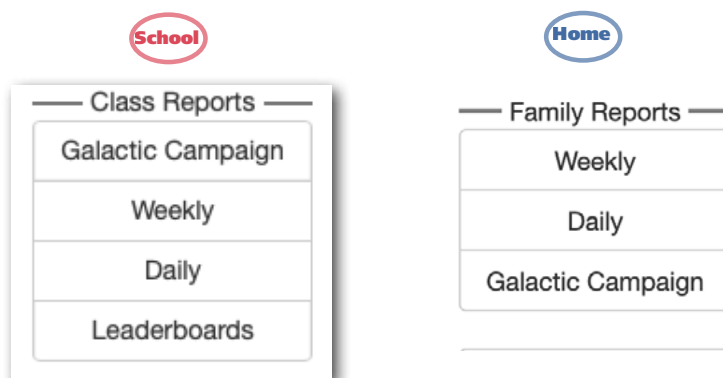 School
Class Reports
Galactic Campaign
Weekly
Daily
Leaderboards
Home
Family Reports
Weekly
Daily
Galactic Campaign